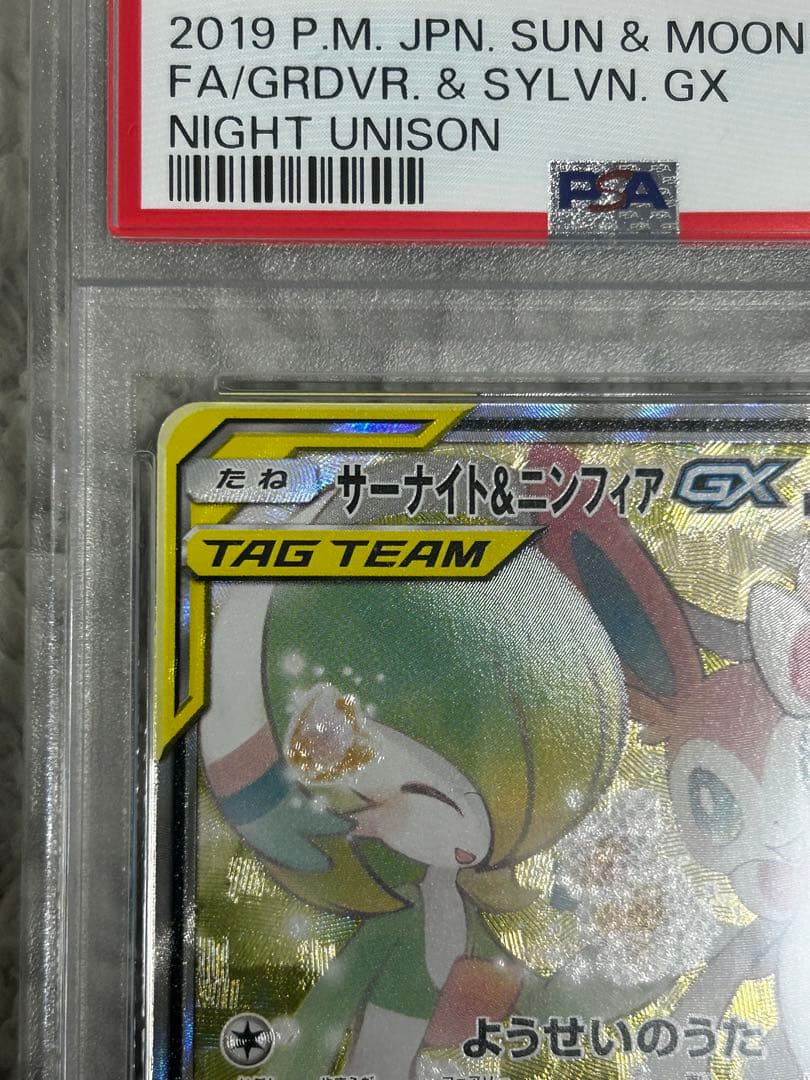 2019 P.M. JPN. SUN & MOON
FA/GRDVR. & SYLVN. GX
NIGHT UNISON
PSA
たね サーナイト&ニンフィアGX
TAG TEAM
ようせいのうた